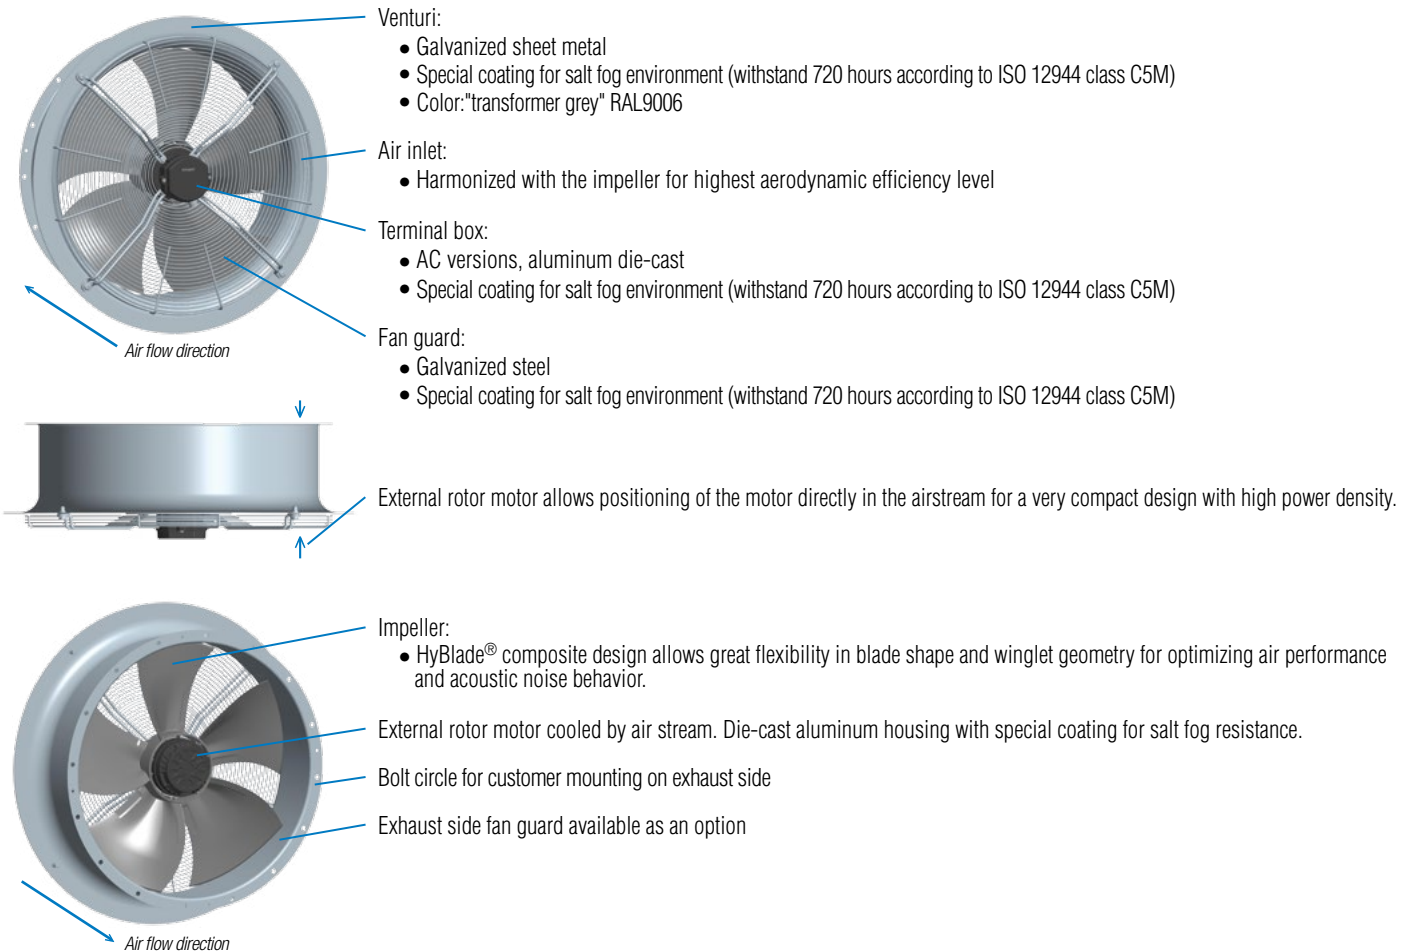 Venturi:
● Galvanized sheet metal
● Special coating for salt fog environment (withstand 720 hours according to ISO 12944 class C5M)
● Color:"transformer grey" RAL9006
Air inlet:
● Harmonized with the impeller for highest aerodynamic efficiency level
Terminal box:
● AC versions, aluminum die-cast
● Special coating for salt fog environment (withstand 720 hours according to ISO 12944 class C5M)
Fan guard:
● Galvanized steel
● Special coating for salt fog environment (withstand 720 hours according to ISO 12944 class C5M)
Air flow direction
External rotor motor allows positioning of the motor directly in the airstream for a very compact design with high power density.
Impeller:
● HyBlade® composite design allows great flexibility in blade shape and winglet geometry for optimizing air performance
and acoustic noise behavior.
External rotor motor cooled by air stream. Die-cast aluminum housing with special coating for salt fog resistance.
Bolt circle for customer mounting on exhaust side
Exhaust side fan guard available as an option
Air flow direction